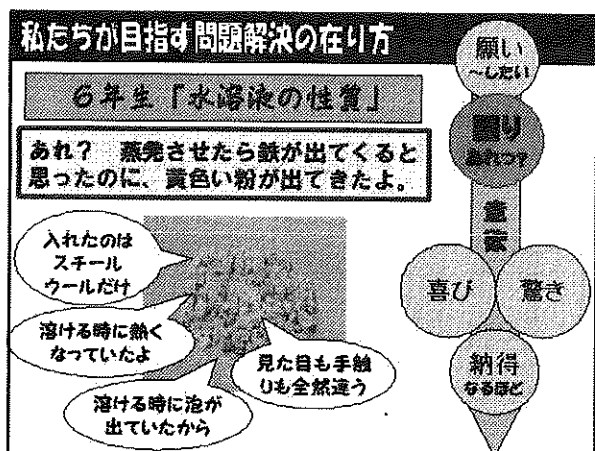 私たちが目指す問題解決の在り方
6年生「水溶液の性質」
あれ？ 蒸発させたら鉄が出てくると
思ったのに、黄色い粉が出てきたよ。
入れたのは
スチール
ウールだけ
溶ける時に熱く
なっていたよ
溶ける時に泡が
出ていたから
見た目も手触
りも全然違う
願い
～したい
困り
あれっ？
意欲
喜び
驚き
納得
なるほど